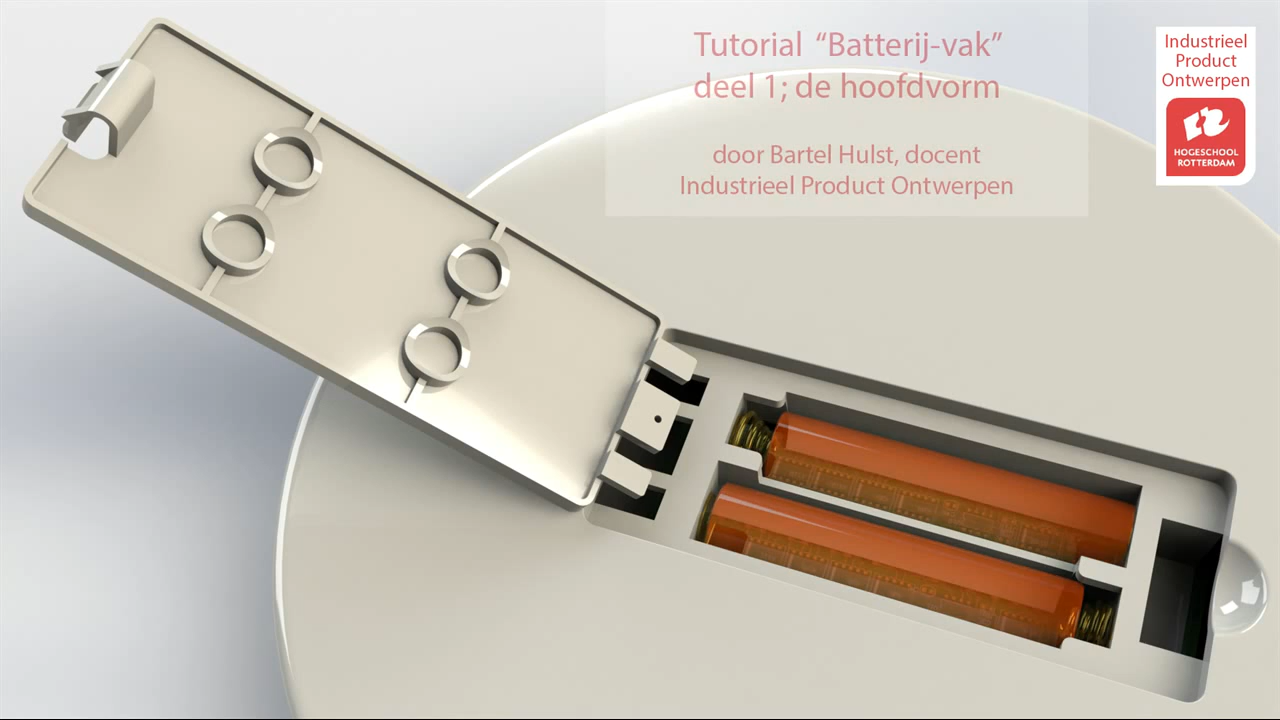 Tutorial “Batterij-vak”
deel 1; de hoofdvorm
door Bartel Hulst, docent
Industrieel Product Ontwerpen
Industrieel
Product
Ontwerpen
HOGESCHOOL
ROTTERDAM